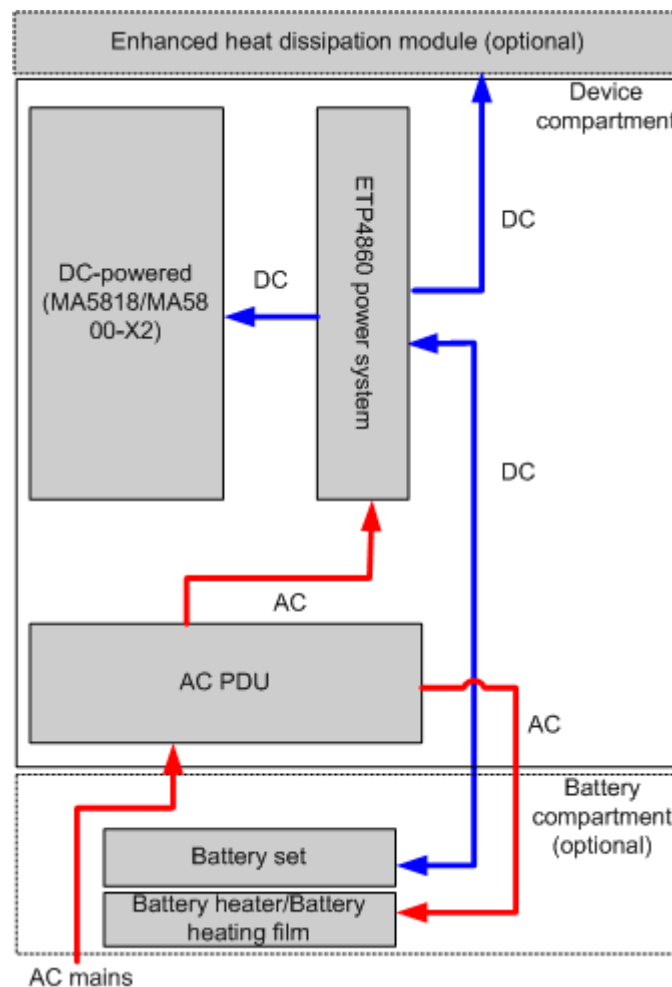 Enhanced heat dissipation module (optional)
Device
compartment
DC-powered
(MA5818/MA58
00-X2)
DC
ETP4860 power system
DC
DC
AC
AC PDU
AC
Battery
compartment
(optional)
Battery set
Battery heater/Battery
heating film
AC mains